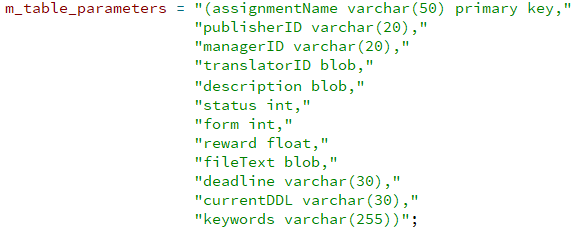 m_table_parameters = "(assignmentName varchar(50) primary key,"
"publisherID varchar(20),"
"managerID varchar(20),"
"translatorID blob,"
"description blob,"
"status int,"
"form int,"
"reward float,"
"fileText blob,"
"deadline varchar(30),"
"currentDDL varchar(30),"
"keywords varchar(255))";